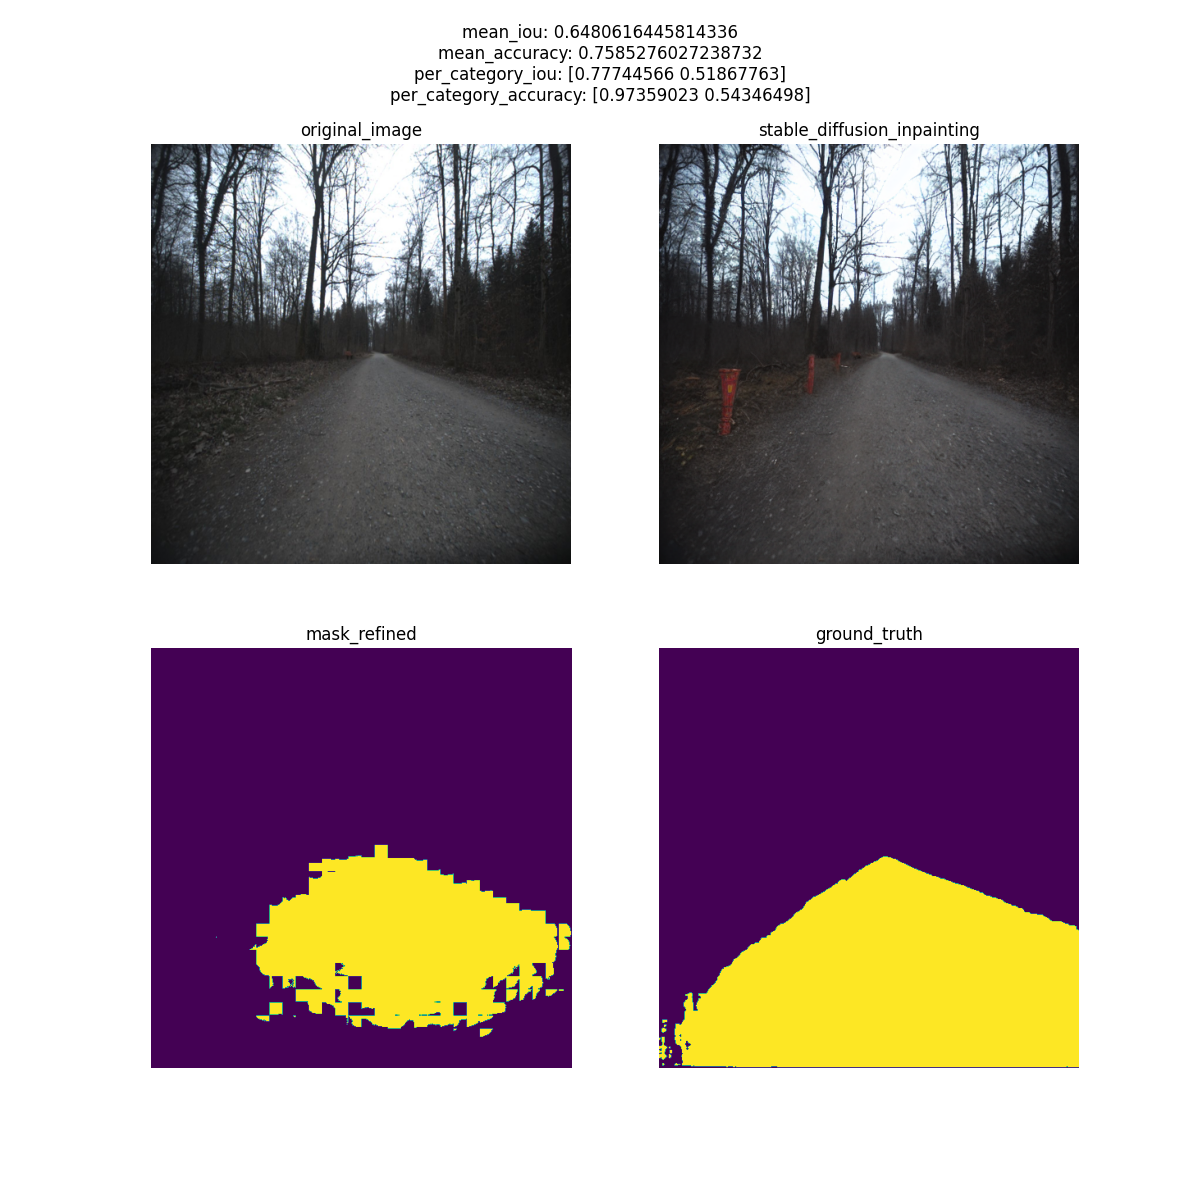 mean_iou: 0.6480616445814336
mean_accuracy: 0.7585276027238732
per_category_iou: [0.77744566 0.51867763]
per_category_accuracy: [0.97359023 0.54346498]
original_image
stable_diffusion_inpainting
mask_refined
ground_truth